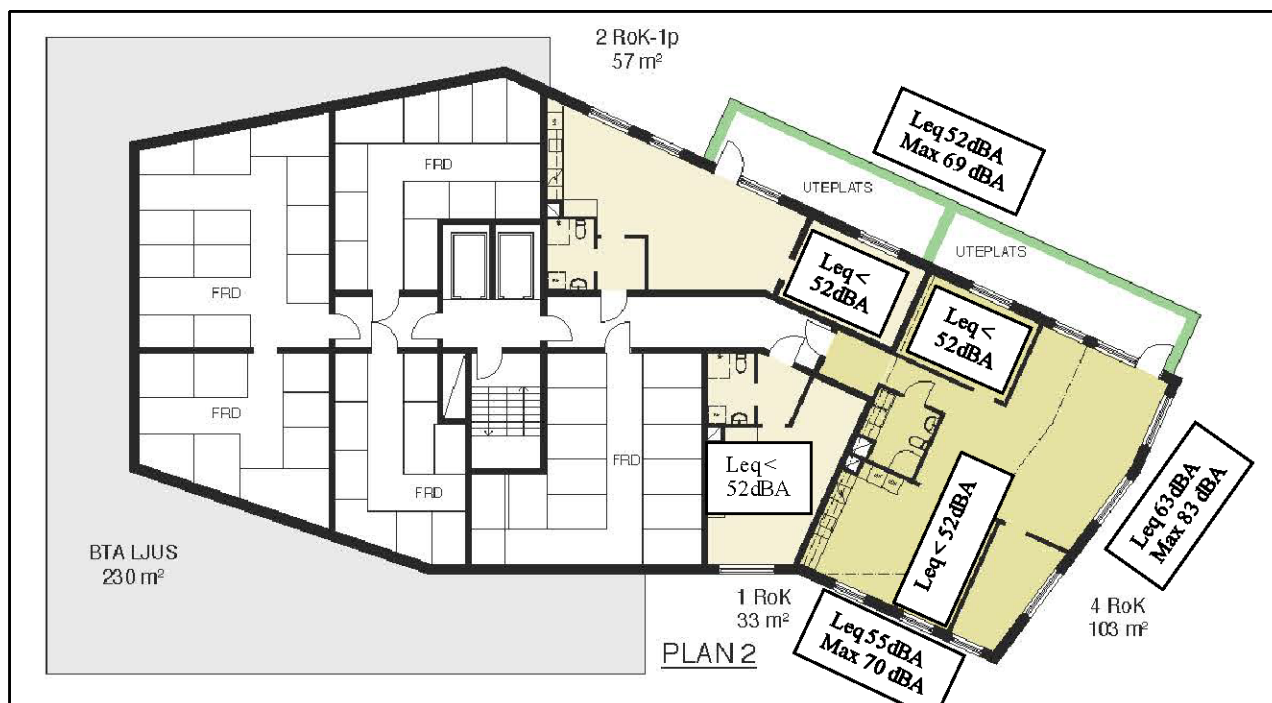 2 RoK-1p
57 m²
Leq 52dBA
Max 69 dBA
UTEPLATS
UTEPLATS
FRD
FRD
FRD
FRD
FRD
Leq <
52dBA
Leq <
52dBA
Leq <
52dBA
Leq < 52dBA
Leq 63dBA
Max 83 dBA
BTA LJUS
230 m²
1 RoK
33 m²
4 RoK
103 m²
Leq 55dBA
Max 70 dBA
PLAN 2